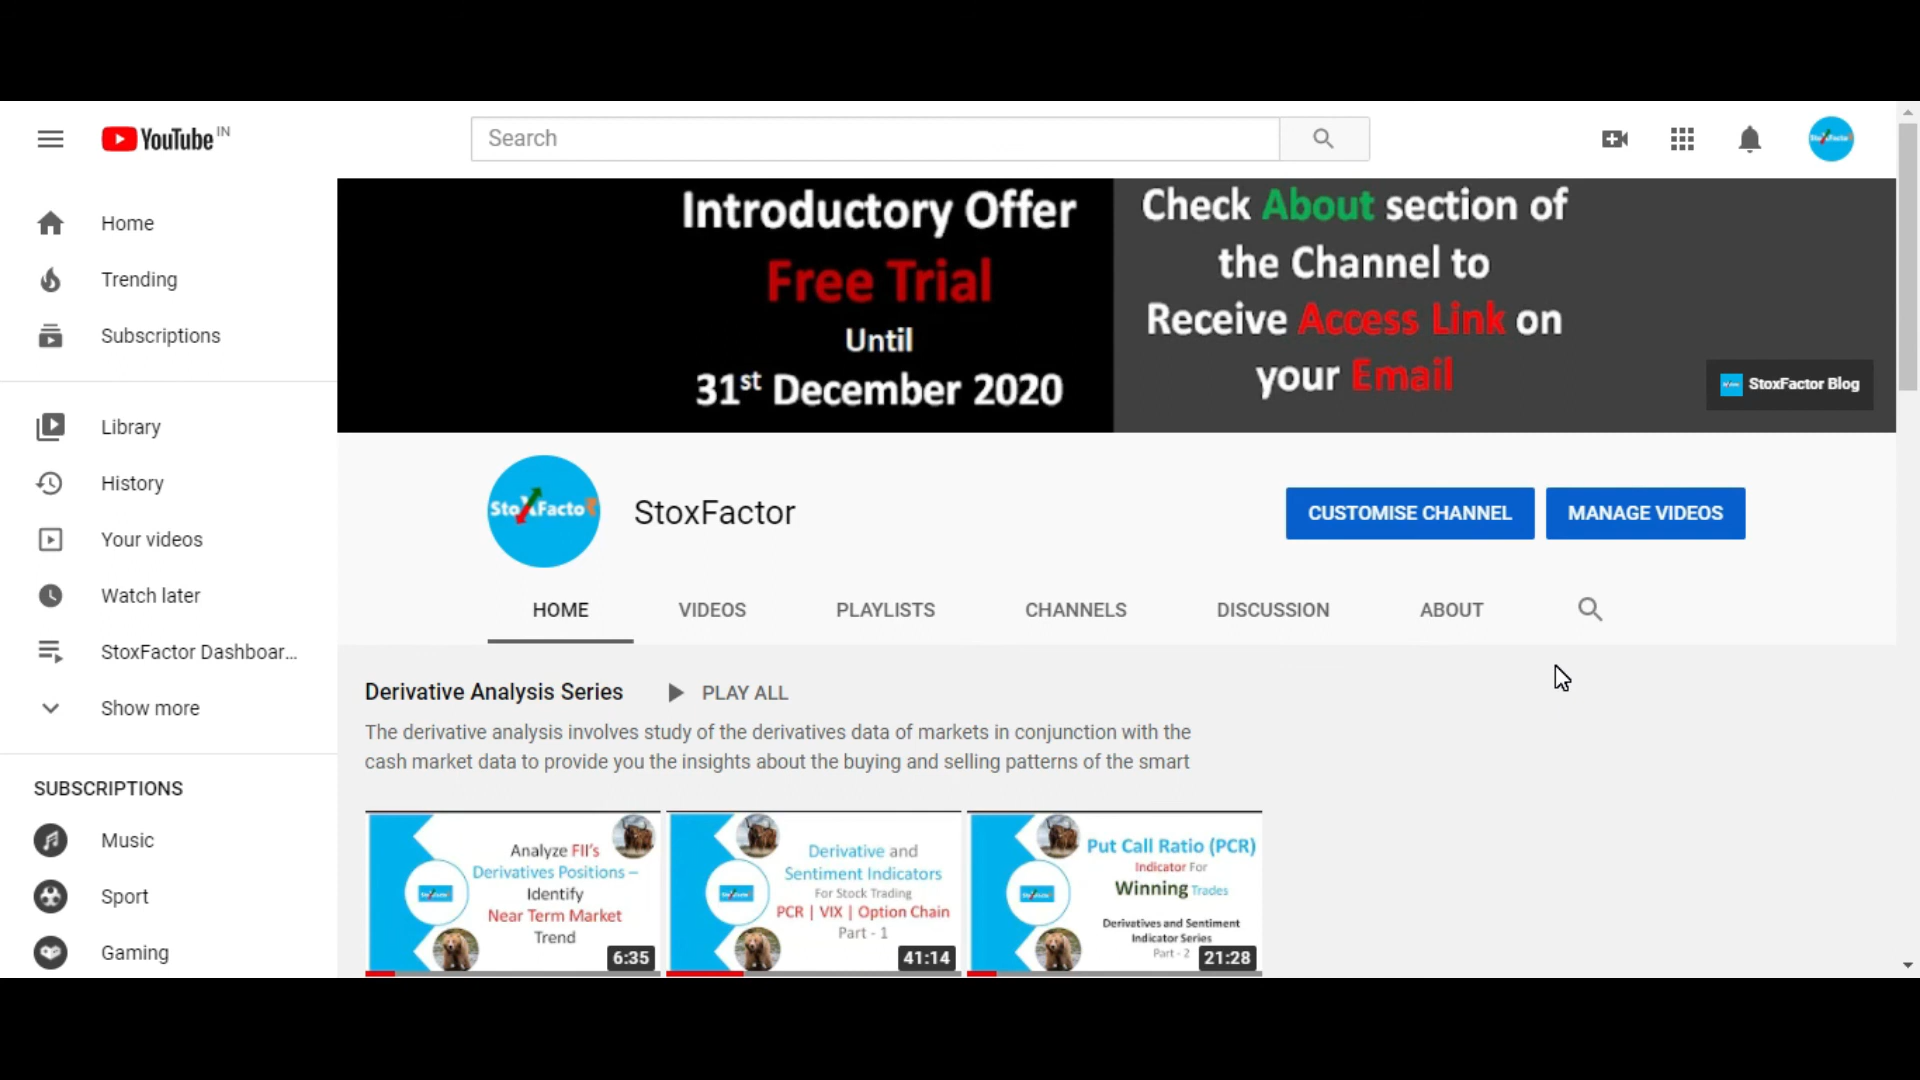 YouTube IN
Search
Home
Trending
Subscriptions
Library
History
Your videos
Watch later
StoxFactor Dashboar...
Show more
SUBSCRIPTIONS
Music
Sport
Gaming
Introductory Offer
Free Trial
Until
31st December 2020
Check About section of
the Channel to
Receive Access Link on
your Email
StoxFactor Blog
StoxFactor
StoxFactor
CUSTOMISE CHANNEL
MANAGE VIDEOS
HOME
VIDEOS
PLAYLISTS
CHANNELS
DISCUSSION
ABOUT
Derivative Analysis Series
PLAY ALL
The derivative analysis involves study of the derivatives data of markets in conjunction with the
cash market data to provide you the insights about the buying and selling patterns of the smart
Analyze FII's
Derivatives Positions –
Identify
Near Term Market
Trend
6:35
Derivative and
Sentiment Indicators
For Stock Trading
PCR | VIX | Option Chain
Part - 1
41:14
Put Call Ratio (PCR)
Indicator For
Winning Trades
Derivatives and Sentiment
Indicator Series
Part - 2
21:28